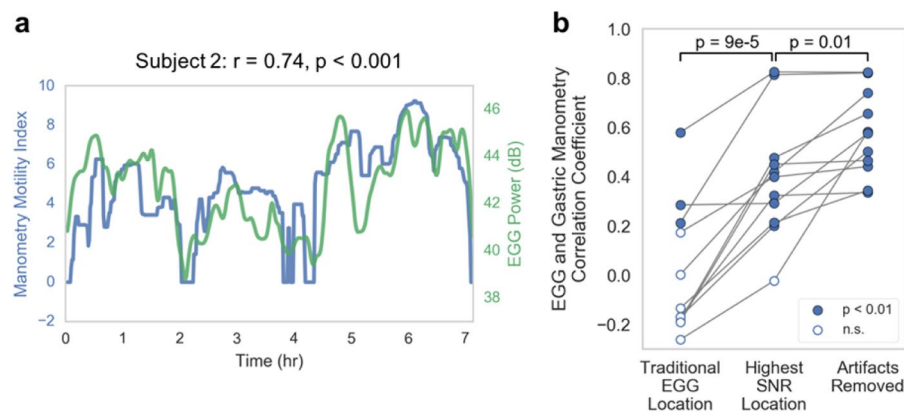 a
Subject 2: r = 0.74, p < 0.001
Manometry Motility Index
10
8
6
4
2
0
−2
46
44
42
40
38
EGG Power (dB)
0 1 2 3 4 5 6 7
Time (hr)
b
EGG and Gastric Manometry
Correlation Coefficient
1.0
0.8
0.6
0.4
0.2
0.0
−0.2
p = 9e-5 p = 0.01
p < 0.01
n.s.
Traditional
EGG
Location
Highest
SNR
Location
Artifacts
Removed